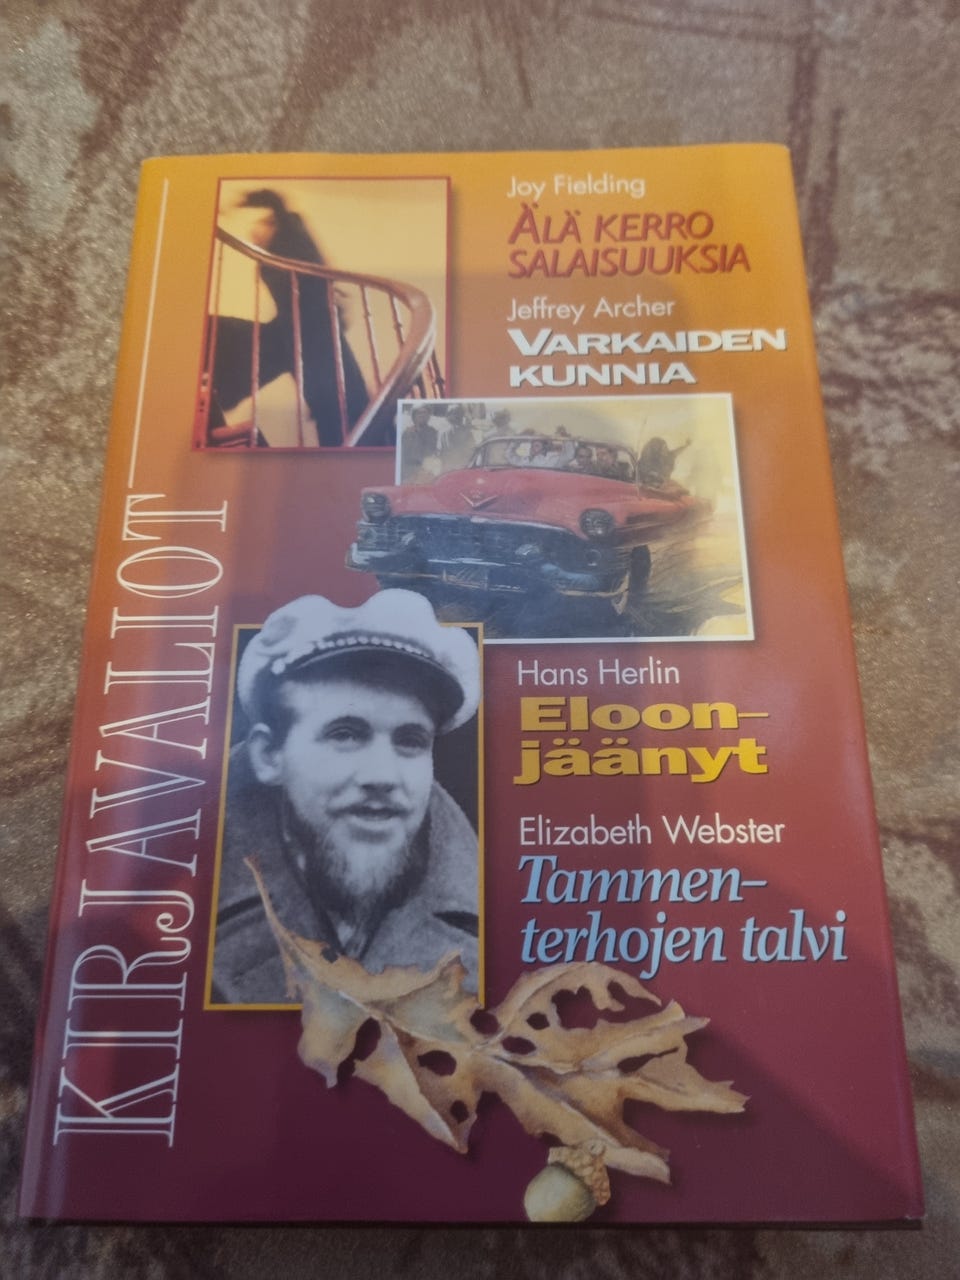 KIRJAVALIOT
Joy Fielding
ÄLÄ KERRO
SALAISUUKSIA
Jeffrey Archer
VARKAIDEN
KUNNIA
Hans Herlin
Eloon-
jäänyt
Elizabeth Webster
Tammen-
terhojen talvi